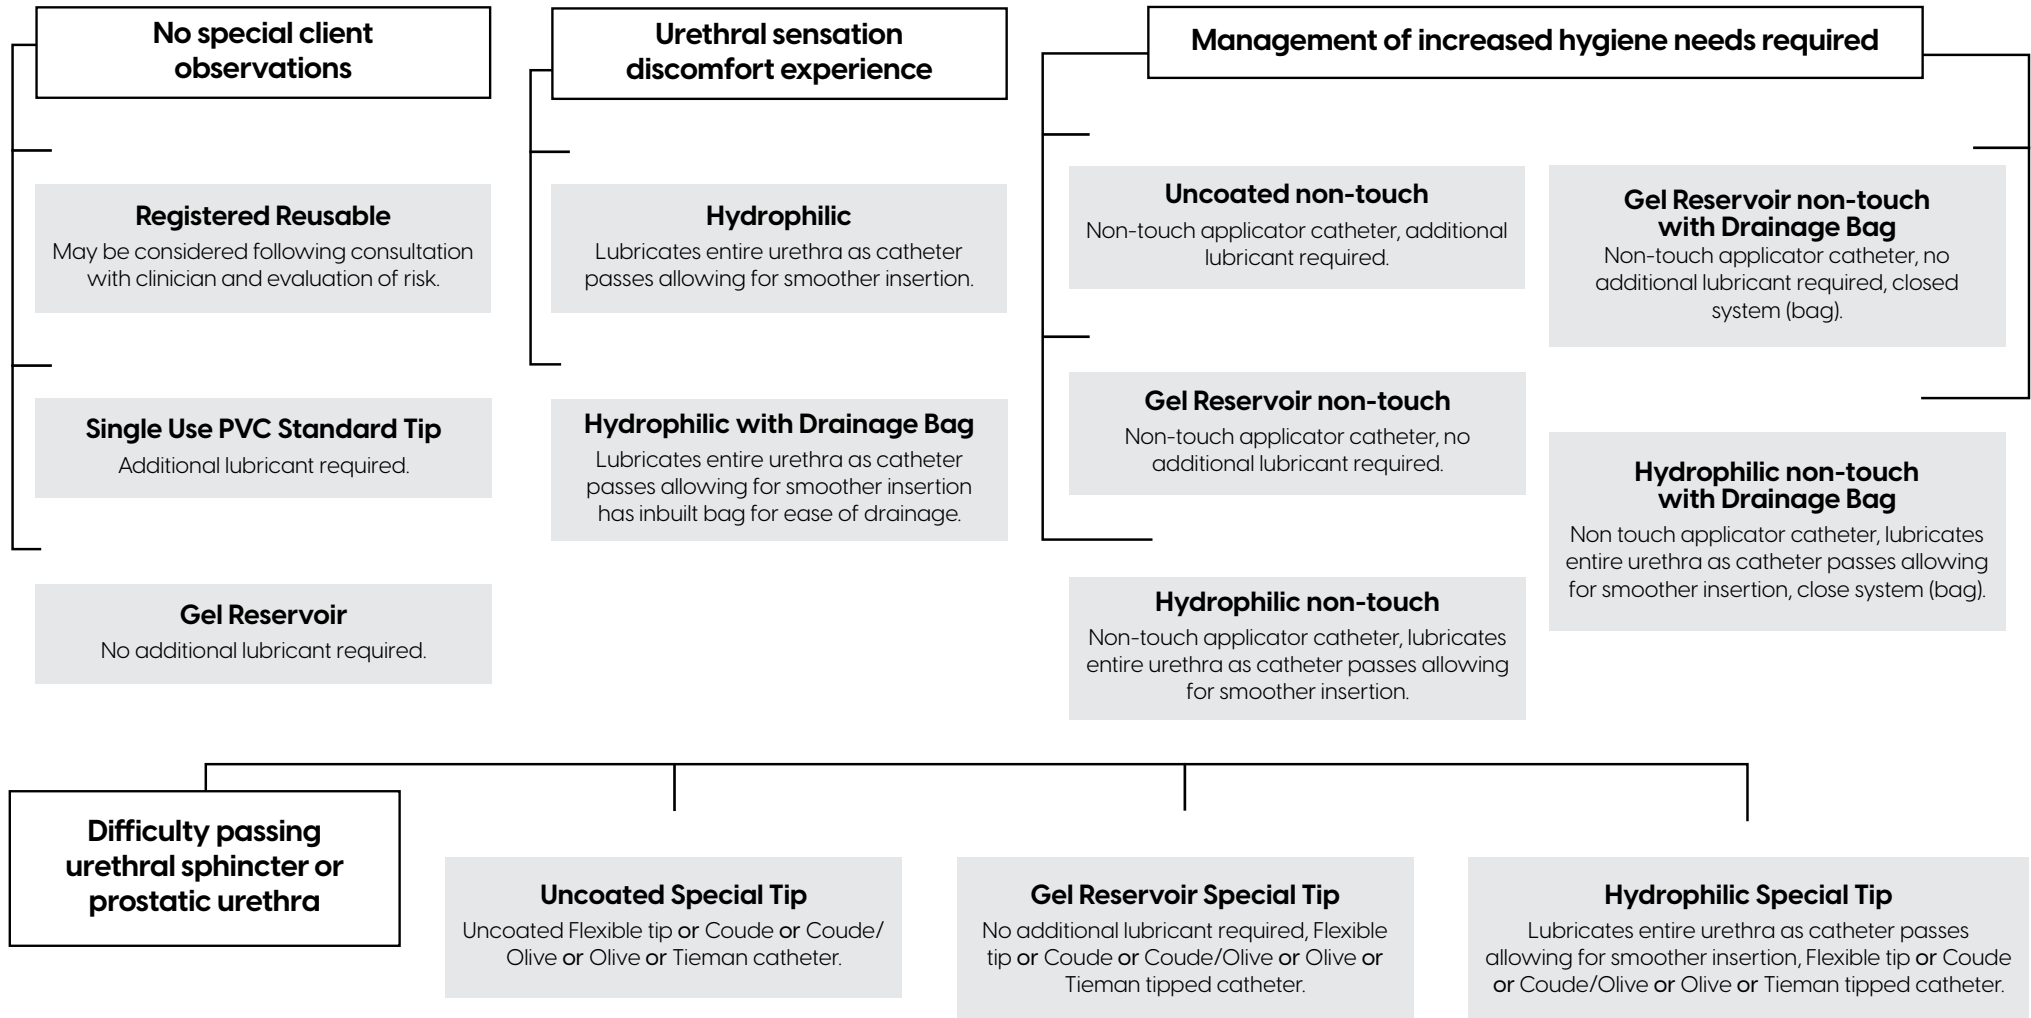 No special client
observations
Registered Reusable
May be considered following consultation
with clinician and evaluation of risk.
Single Use PVC Standard Tip
Additional lubricant required.
Gel Reservoir
No additional lubricant required.
Urethral sensation
discomfort experience
Hydrophilic
Lubricates entire urethra as catheter
passes allowing for smoother insertion.
Hydrophilic with Drainage Bag
Lubricates entire urethra as catheter
passes allowing for smoother insertion
has inbuilt bag for ease of drainage.
Management of increased hygiene needs required
Uncoated non-touch
Non-touch applicator catheter, additional
lubricant required.
Gel Reservoir non-touch
Non-touch applicator catheter, no
additional lubricant required.
Hydrophilic non-touch
Non-touch applicator catheter, lubricates
entire urethra as catheter passes allowing
for smoother insertion.
Gel Reservoir non-touch
with Drainage Bag
Non-touch applicator catheter, no
additional lubricant required, closed
system (bag).
Hydrophilic non-touch
with Drainage Bag
Non touch applicator catheter, lubricates
entire urethra as catheter passes allowing
for smoother insertion, close system (bag).
Difficulty passing
urethral sphincter or
prostatic urethra
Uncoated Special Tip
Uncoated Flexible tip or Coude or Coude/
Olive or Olive or Tieman catheter.
Gel Reservoir Special Tip
No additional lubricant required, Flexible
tip or Coude or Coude/Olive or Olive or
Tieman tipped catheter.
Hydrophilic Special Tip
Lubricates entire urethra as catheter passes
allowing for smoother insertion, Flexible tip or Coude
or Coude/Olive or Olive or Tieman tipped catheter.